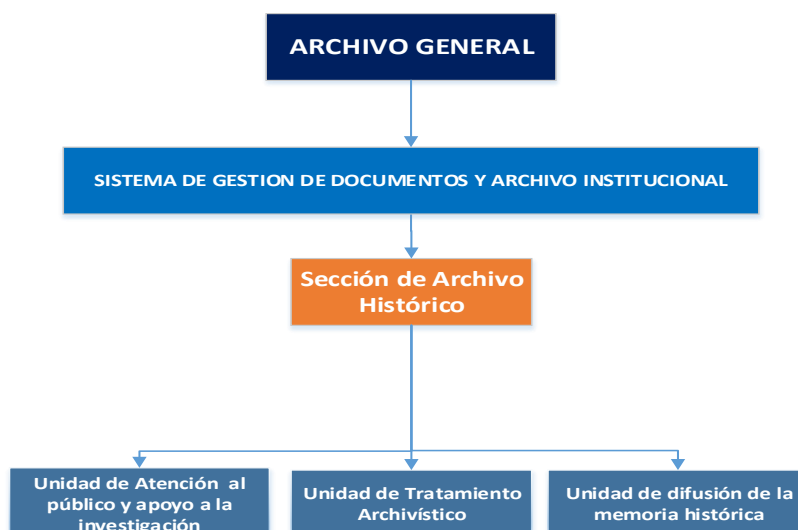 ARCHIVO GENERAL
SISTEMA DE GESTION DE DOCUMENTOS Y ARCHIVO INSTITUCIONAL
Sección de Archivo
Histórico
Unidad de Atención al
público y apoyo a la
investigación
Unidad de Tratamiento
Archivístico
Unidad de difusión de la
memoria histórica